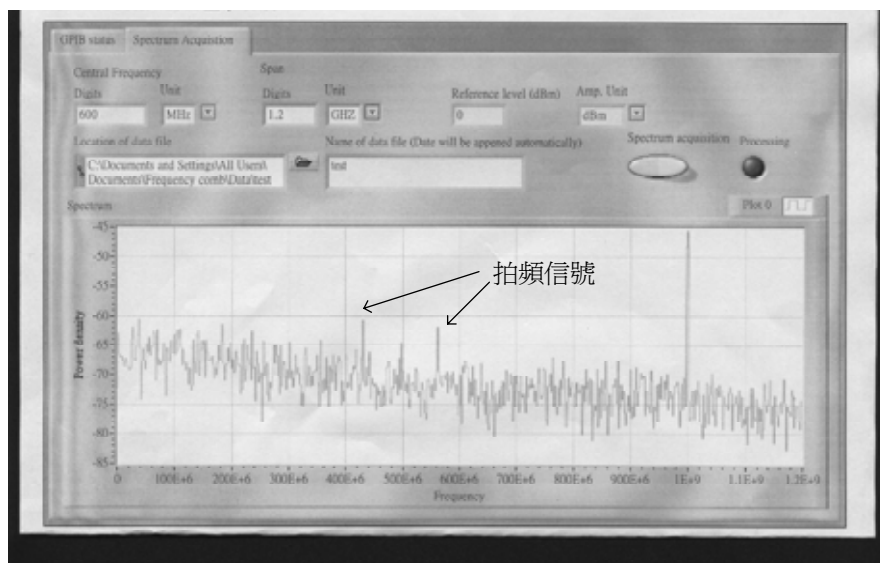 GPIB status Spectrum Acquistion
Central Frequency Span
Digits Unit Digits Unit Reference level (dBm) Amp. Unit
600 MHz 1.2 GHZ 0 dBm
Location of data file Name of data file (Date will be appened automatically) Spectrum acquisition Processing
C:\Documents and Settings\All Users\ test
Documents\Frequency comb\Data\test
Spectrum Plot 0
-45
-50
拍頻信號
-55
-60
Power density
-65
-70
-75
-80
-85
0 100E+6 200E+6 300E+6 400E+6 500E+6 600E+6 700E+6 800E+6 900E+6 1E+9 1.1E+9 1.2E+9
Frequency